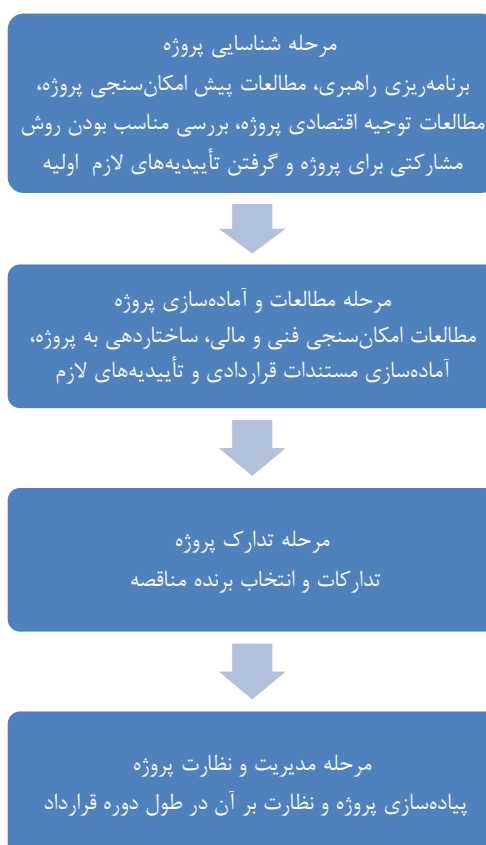 مرحله شناسایی پروژه
برنامه‌ریزی راهبری، مطالعات پیش امکان‌سنجی پروژه،
مطالعات توجیه اقتصادی پروژه، بررسی مناسب بودن روش
مشارکتی برای پروژه و گرفتن تأییدیه‌های لازم اولیه
مرحله مطالعات و آماده‌سازی پروژه
مطالعات امکان‌سنجی فنی و مالی، ساختاردهی به پروژه،
آماده‌سازی مستندات قراردادی و تأییدیه‌های لازم
مرحله تدارک پروژه
تدارکات و انتخاب برنده مناقصه
مرحله مدیریت و نظارت پروژه
پیاده‌سازی پروژه و نظارت بر آن در طول دوره قرارداد